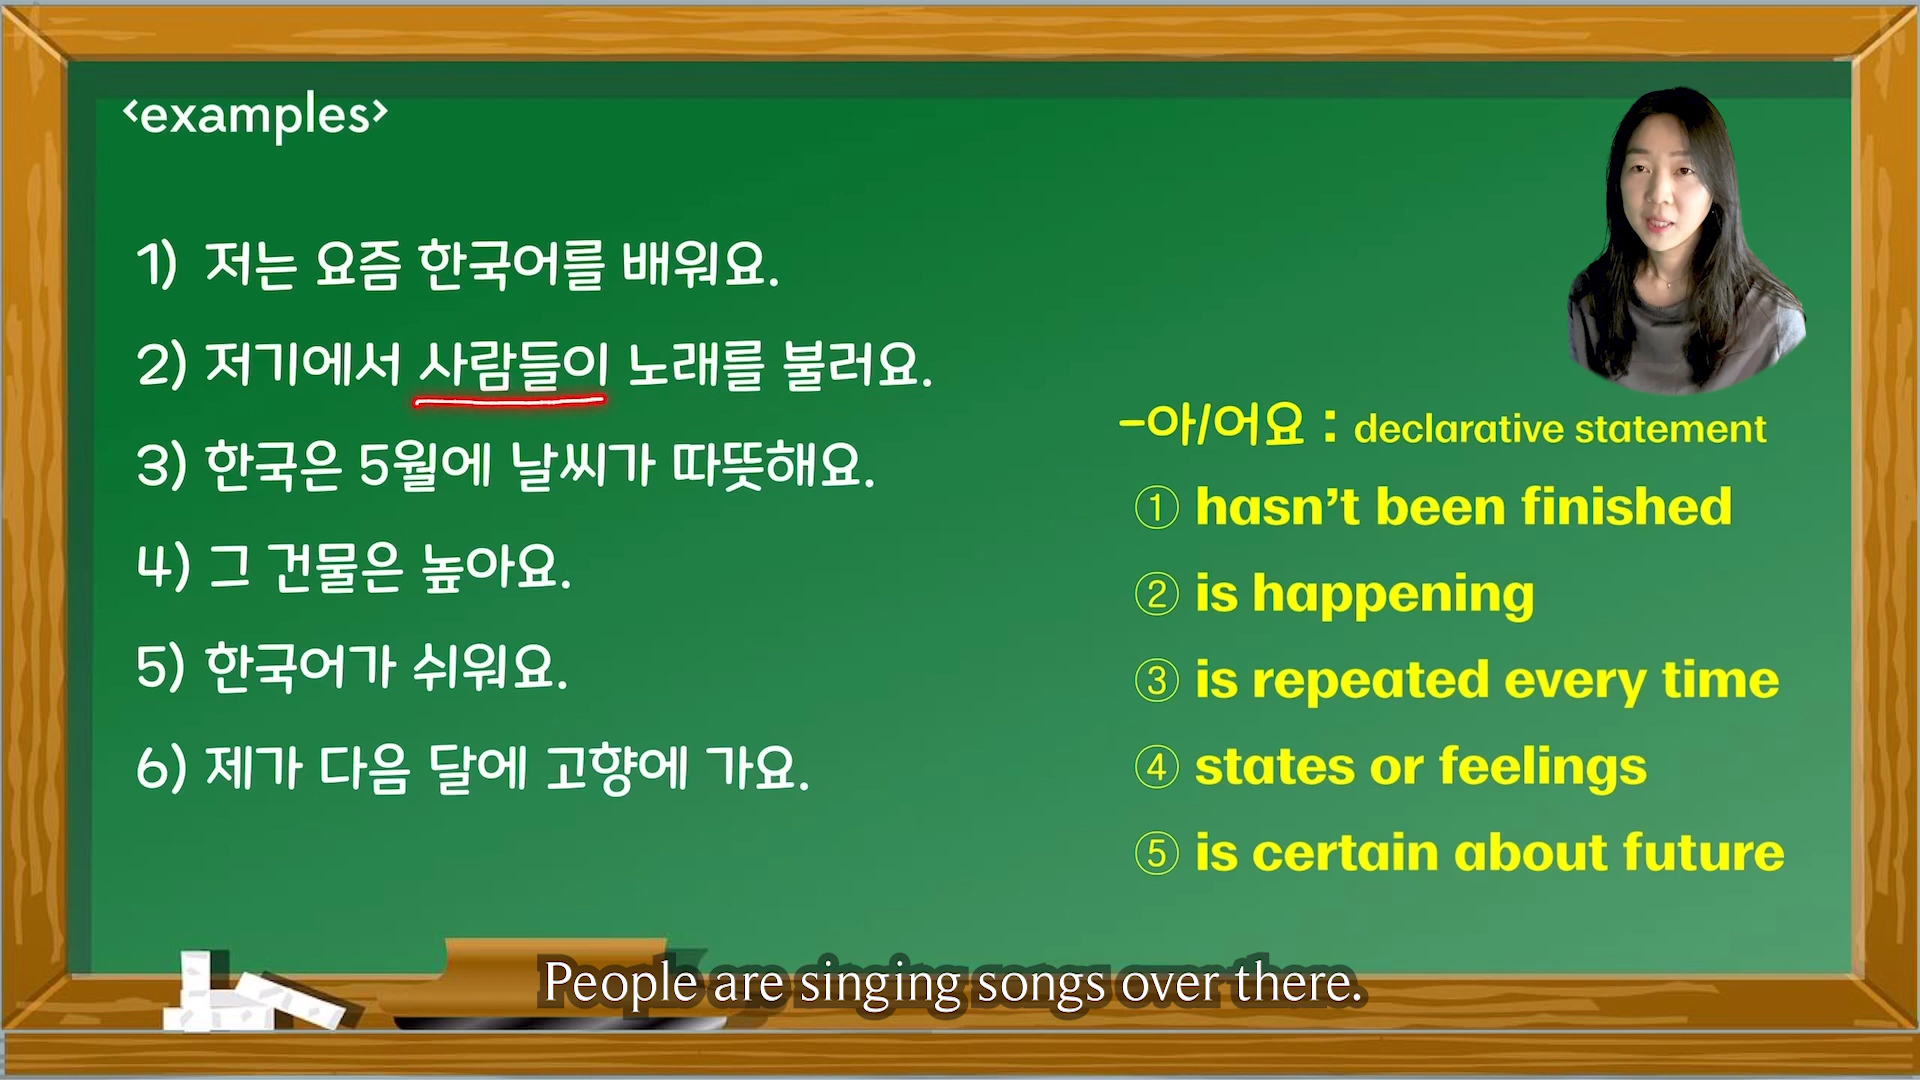 <examples>
1) 저는 요즘 한국어를 배워요.
2) 저기에서 사람들이 노래를 불러요.
3) 한국은 5월에 날씨가 따뜻해요.
4) 그 건물은 높아요.
5) 한국어가 쉬워요.
6) 제가 다음 달에 고향에 가요.
-아/어요 : declarative statement
① hasn't been finished
② is happening
③ is repeated every time
④ states or feelings
⑤ is certain about future
People are singing songs over there.